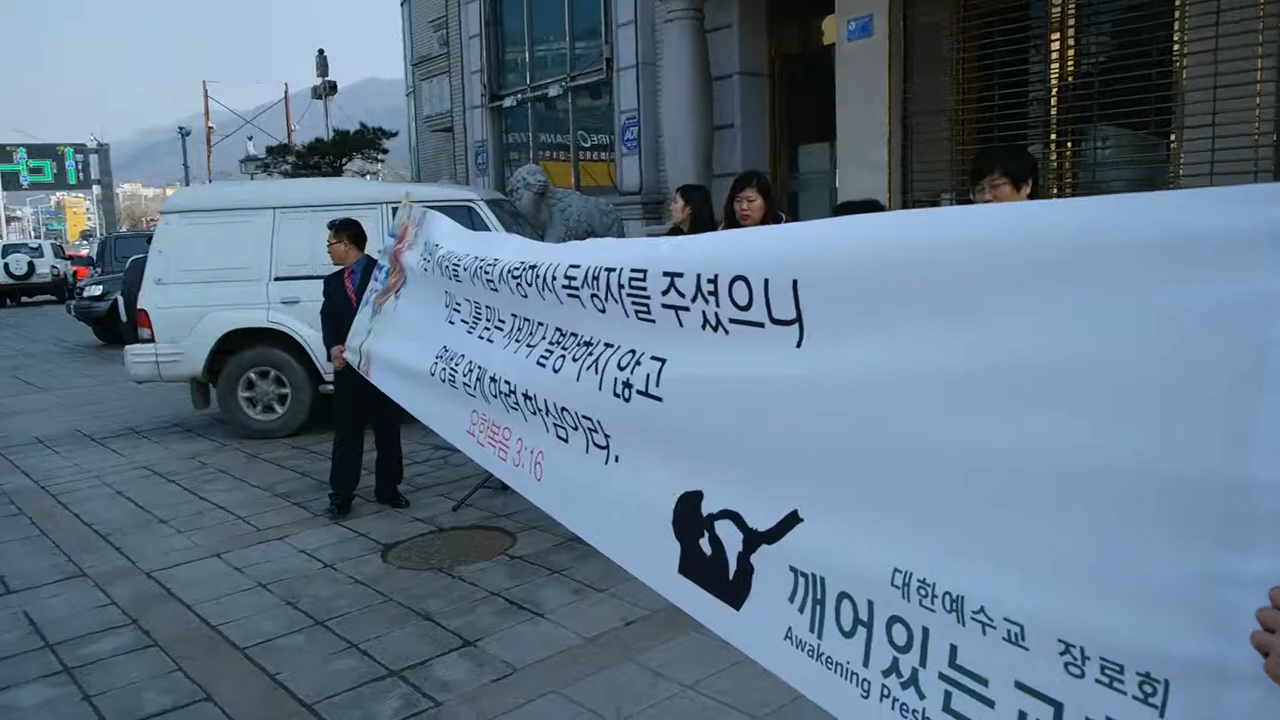 이처럼 사랑하사 독생자를 주셨으니
이는 그를 믿는 자마다 멸망하지 않고
영생을 얻게 하려 하심이라.
요한복음 3:16
대한예수교 장로회
깨어있는
Awakening
BANK